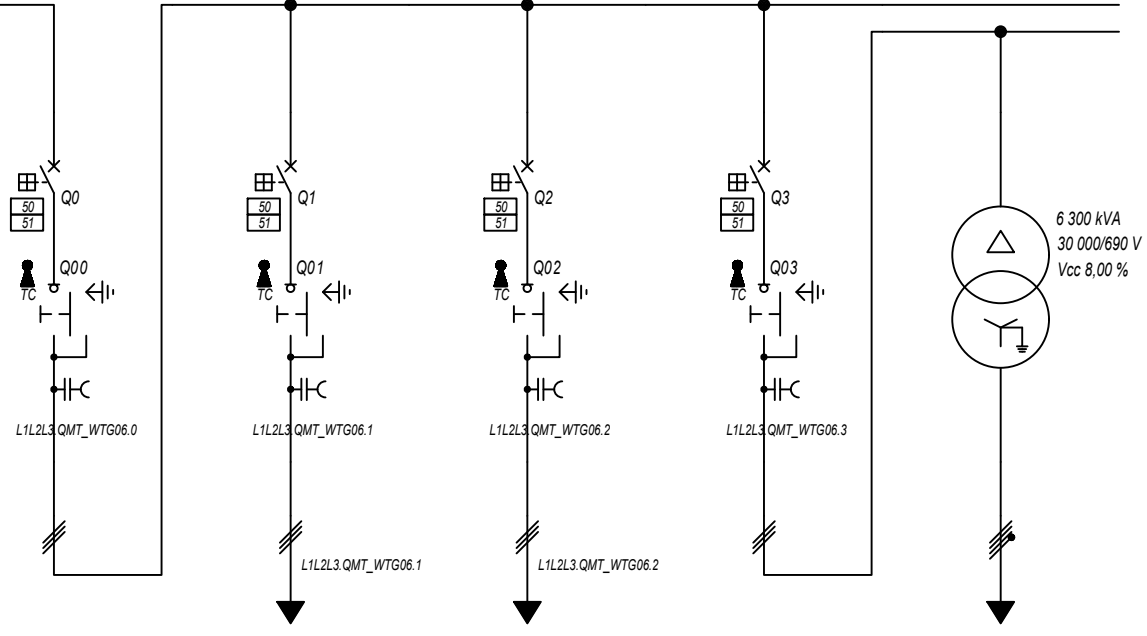 Q0
50
51
Q00
TC
L1L2L3.QMT_WTG06.0
Q1
50
51
Q01
TC
L1L2L3.QMT_WTG06.1
L1L2L3.QMT_WTG06.1
Q2
50
51
Q02
TC
L1L2L3.QMT_WTG06.2
L1L2L3.QMT_WTG06.2
Q3
50
51
Q03
TC
L1L2L3.QMT_WTG06.3
6 300 kVA
30 000/690 V
Vcc 8,00 %